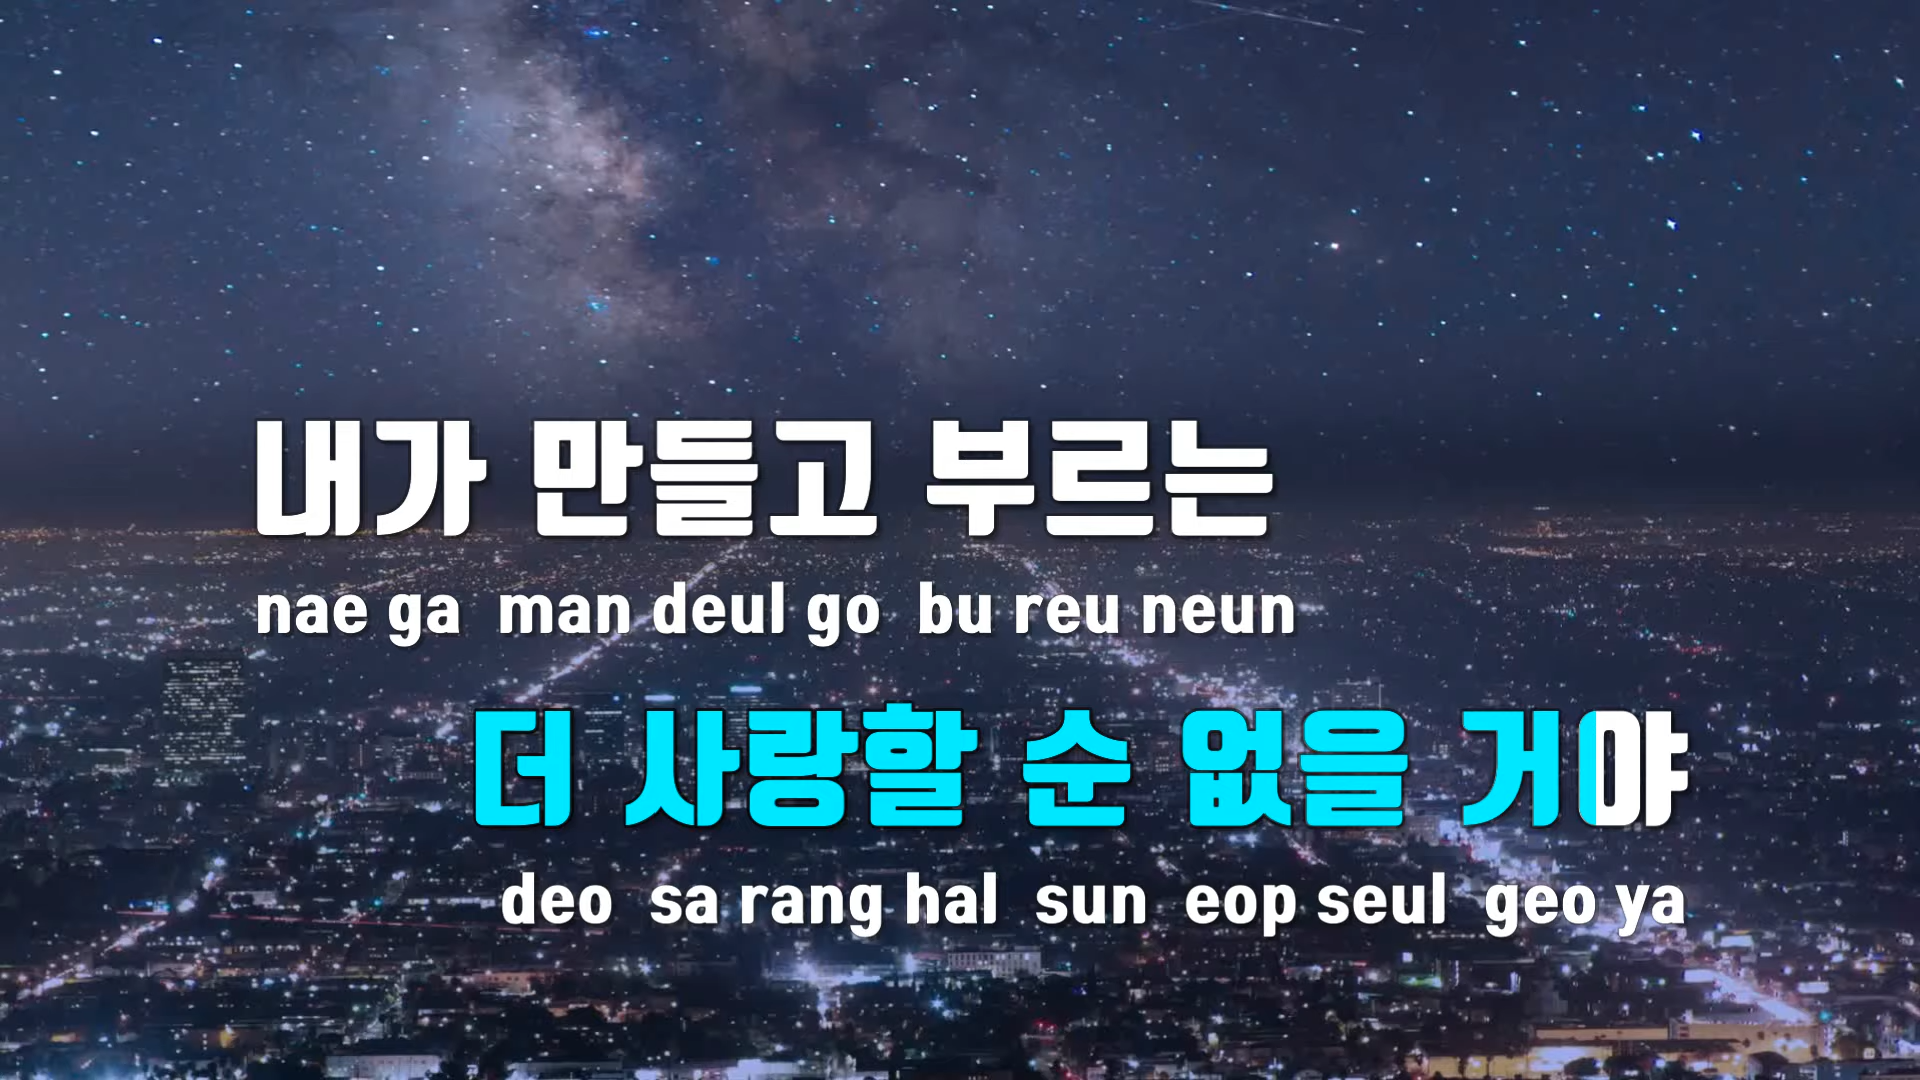 내가 만들고 부르는
nae ga man deul go bu reu neun
더 사랑할 순 없을 거야
deo sa rang hal sun eop seul geo ya